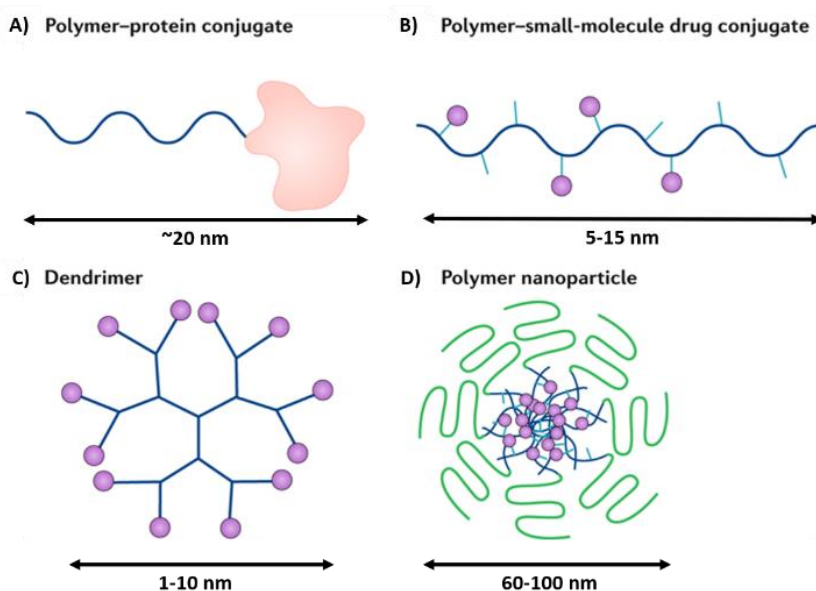 A) Polymer–protein conjugate
B) Polymer–small-molecule drug conjugate
~20 nm
5-15 nm
C) Dendrimer
D) Polymer nanoparticle
1-10 nm
60-100 nm